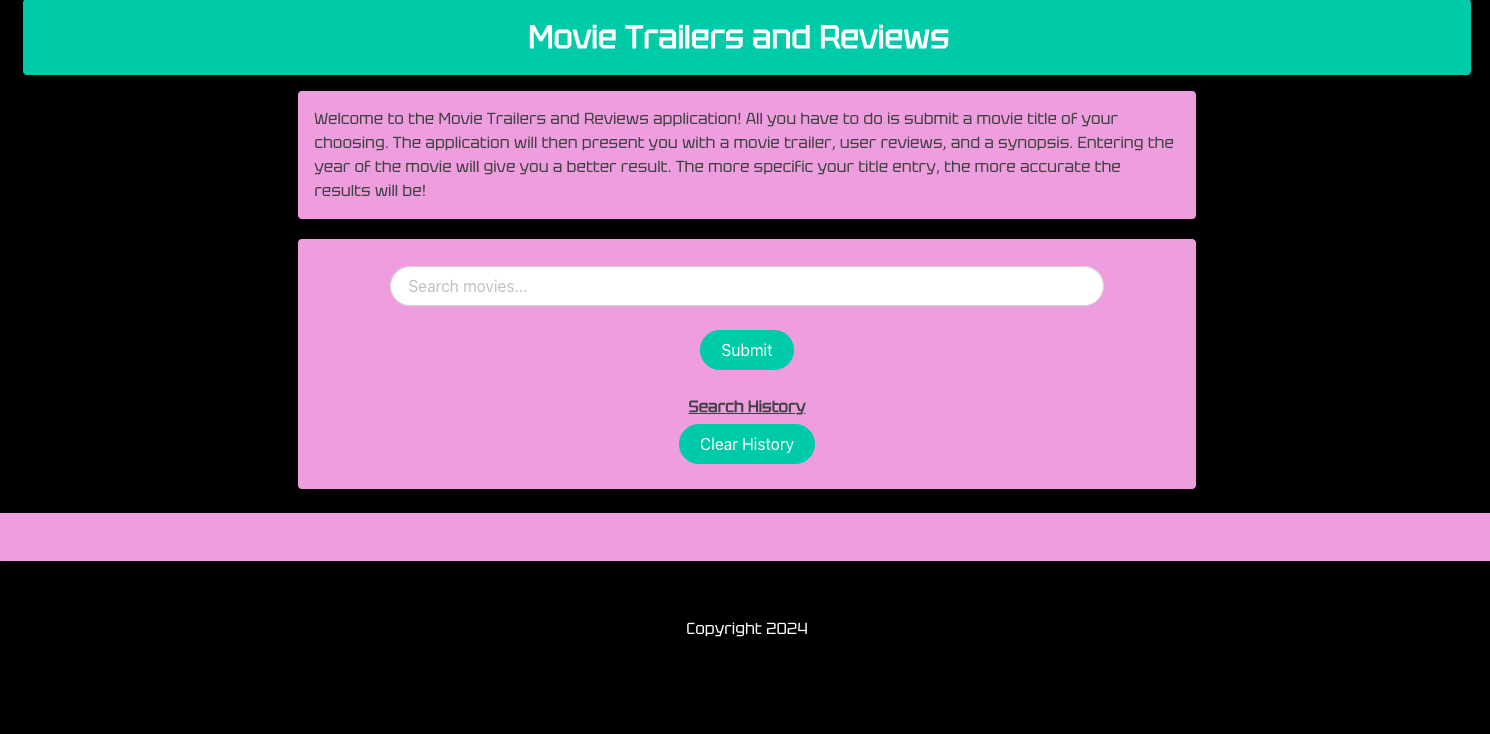 Movie Trailers and Reviews
Welcome to the Movie Trailers and Reviews application! All you have to do is submit a movie title of your
choosing. The application will then present you with a movie trailer, user reviews, and a synopsis. Entering the
year of the movie will give you a better result. The more specific your title entry, the more accurate the
results will be!
Search movies...
Submit
Search History
Clear History
Copyright 2024